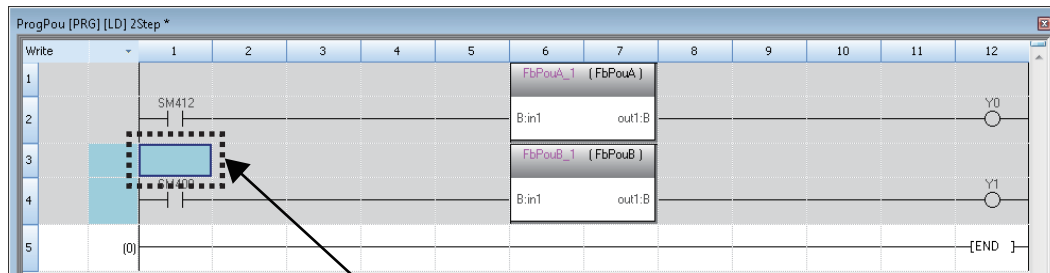 ProgPou [PRG] [LD] 2Step *
Write 1 2 3 4 5 6 7 8 9 10 11 12
1 FbPouA_1 (FbPouA)
SM412 Y0
2 B:in1 out1:B
3 FbPouB_1 (FbPouB)
SM409 Y1
4 B:in1 out1:B
5 (0) [END ]